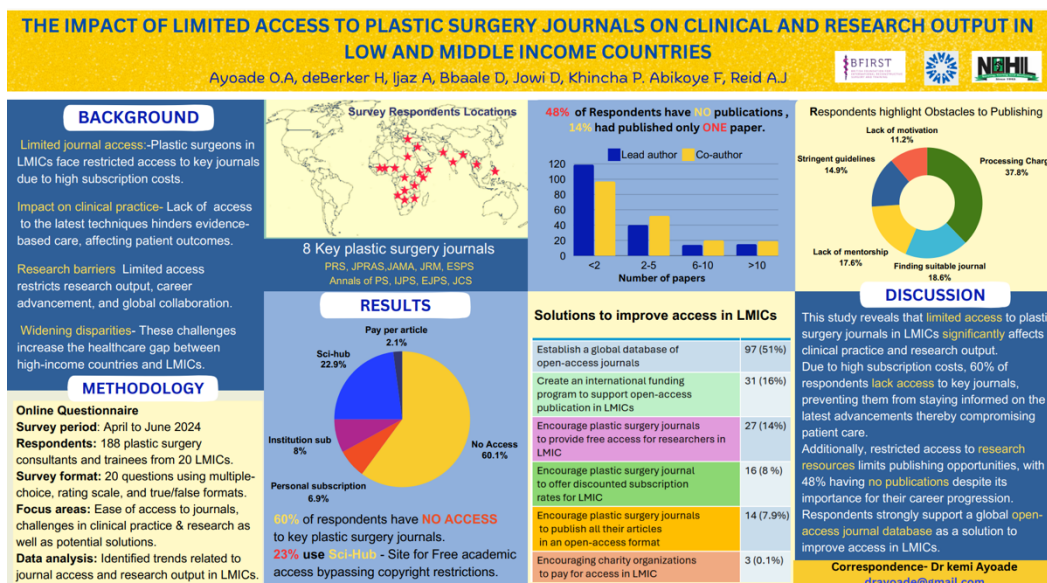 THE IMPACT OF LIMITED ACCESS TO PLASTIC SURGERY JOURNALS ON CLINICAL AND RESEARCH OUTPUT IN
LOW AND MIDDLE INCOME COUNTRIES
Ayoade O.A, deBerker H, Ijaz A, Bbaale D, Jowi D, Khincha P. Abikoye F, Reid A.J
BFIRST
NOHIL
BACKGROUND
Limited journal access:-Plastic surgeons in
LMICs face restricted access to key journals
due to high subscription costs.
Impact on clinical practice- Lack of access
to the latest techniques hinders evidence-
based care, affecting patient outcomes.
Research barriers Limited access
restricts research output, career
advancement, and global collaboration.
Widening disparities- These challenges
increase the healthcare gap between
high-income countries and LMICs.
METHODOLOGY
Online Questionnaire
Survey period: April to June 2024
Respondents: 188 plastic surgery
consultants and trainees from 20 LMICs.
Survey format: 20 questions using multiple-
choice, rating scale, and true/false formats.
Focus areas: Ease of access to journals,
challenges in clinical practice & research as
well as potential solutions.
Data analysis: Identified trends related to
journal access and research output in LMICs.
Survey Respondents Locations
8 Key plastic surgery journals
PRS, JPRAS,JAMA, JRM, ESPS
Annals of PS, IJPS, EJPS, JCS
RESULTS
Pay per article
2.1%
Sci-hub
22.9%
Institution sub
8%
Personal subscription
6.9%
No Access
60.1%
60% of respondents have NO ACCESS
to key plastic surgery journals.
23% use Sci-Hub - Site for Free academic
access bypassing copyright restrictions.
48% of Respondents have NO publications ,
14% had published only ONE paper.
Lead author
Co-author
120
100
80
60
40
20
<2
2-5
6-10
>10
Number of papers
Solutions to improve access in LMICs
Establish a global database of
open-access journals
97 (51%)
Create an international funding
program to support open-access
publication in LMICs
31 (16%)
Encourage plastic surgery journals
to provide free access for researchers in
LMIC
27 (14%)
Encourage plastic surgery journal
to offer discounted subscription
rates for LMIC
16 (8 %)
Encourage plastic surgery journals
to publish all their articles
in an open-access format
14 (7.9%)
Encouraging charity organizations
to pay for access in LMIC
3 (0.1%)
Respondents highlight Obstacles to Publishing
Lack of motivation
11.2%
Stringent guidelines
14.9%
Processing Charg
37.8%
Lack of mentorship
17.6%
Finding suitable journal
18.6%
DISCUSSION
This study reveals that limited access to plasti
surgery journals in LMICs significantly affects
clinical practice and research output.
Due to high subscription costs, 60% of
respondents lack access to key journals,
preventing them from staying informed on the
latest advancements thereby compromising
patient care.
Additionally, restricted access to research
resources limits publishing opportunities, with
48% having no publications despite its
importance for their career progression.
Respondents strongly support a global open-
access journal database as a solution to
improve access in LMICs.
Correspondence- Dr kemi Ayoade
drayoade@gmail.com